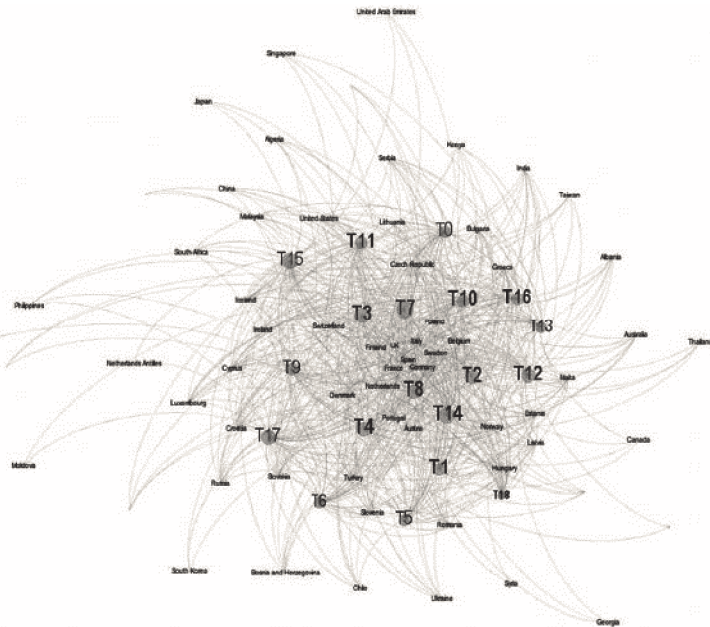 United Arab Emirates
Singapore
Japan
Algeria
Kenya
Serbia
India
China
Taiwan
Malaysia
United States
Lithuania
T0
Bulgaria
T11
South Africa
T15
Albania
Czech Republic
Greece
Iceland
T10
T16
Philippines
T7
T3
Ireland
Switzerland
Poland
T13
Australia
Thailand
Italy
Belgium
Finland
UK
Sweden
Netherlands Antilles
Cyprus
T9
Spain
France
Germany
T2
T12
Malta
Netherlands
T8
Denmark
Luxembourg
Estonia
Portugal
T14
Croatia
T4
Austria
Norway
T17
Latvia
Canada
Moldova
T1
Hungary
Slovakia
Turkey
Russia
T18
T6
Slovenia
T5
Romania
South Korea
Bosnia and Herzegovina
Syria
Chile
Ukraine
Georgia